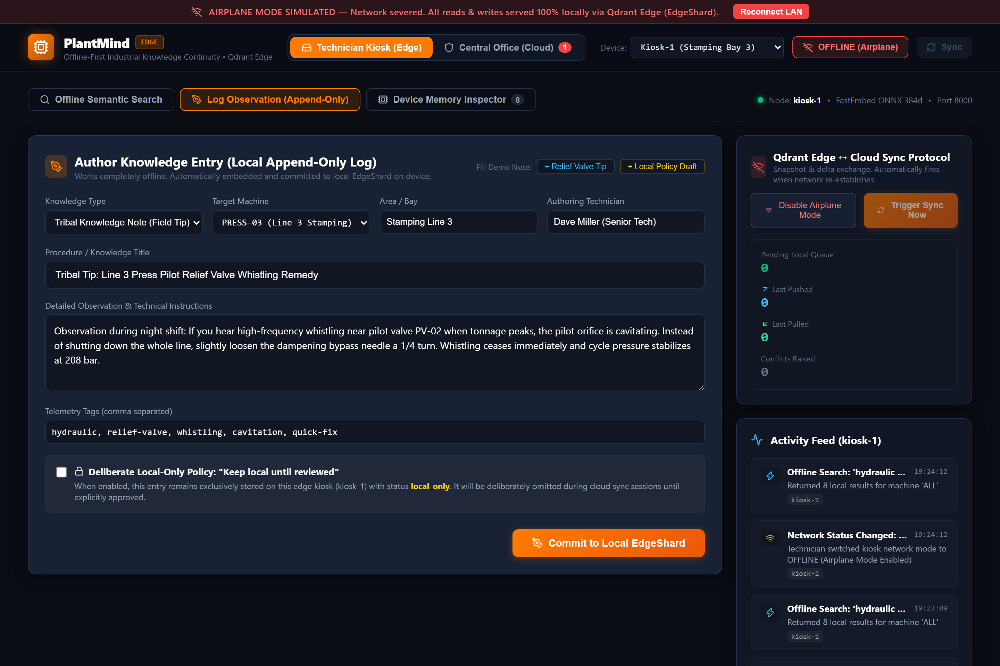 AIRPLANE MODE SIMULATED — Network severed. All reads & writes served 100% locally via Qdrant Edge (EdgeShard).
Reconnect LAN
PlantMind
EDGE
Offline-First Industrial Knowledge Continuity • Qdrant Edge
Technician Kiosk (Edge)
Central Office (Cloud)
1
Device:
Kiosk-1 (Stamping Bay 3)
OFFLINE (Airplane)
Sync
Offline Semantic Search
Log Observation (Append-Only)
Device Memory Inspector
8
Node: kiosk-1 • FastEmbed ONNX 384d • Port 8000
Author Knowledge Entry (Local Append-Only Log)
Works completely offline. Automatically embedded and committed to local EdgeShard on device.
Fill Demo Note:
+ Relief Valve Tip
+ Local Policy Draft
Knowledge Type
Target Machine
Area / Bay
Authoring Technician
Tribal Knowledge Note (Field Tip)
PRESS-03 (Line 3 Stamping)
Stamping Line 3
Dave Miller (Senior Tech)
Procedure / Knowledge Title
Tribal Tip: Line 3 Press Pilot Relief Valve Whistling Remedy
Detailed Observation & Technical Instructions
Observation during night shift: If you hear high-frequency whistling near pilot valve PV-02 when tonnage peaks, the pilot orifice is cavitating. Instead
of shutting down the whole line, slightly loosen the dampening bypass needle a 1/4 turn. Whistling ceases immediately and cycle pressure stabilizes
at 208 bar.
Telemetry Tags (comma separated)
hydraulic, relief-valve, whistling, cavitation, quick-fix
Deliberate Local-Only Policy: "Keep local until reviewed"
When enabled, this entry remains exclusively stored on this edge kiosk (kiosk-1) with status local_only. It will be deliberately omitted during cloud sync sessions until
explicitly approved.
Commit to Local EdgeShard
Qdrant Edge ↔ Cloud Sync Protocol
Snapshot & delta exchange. Automatically fires
when network re-establishes.
Disable Airplane
Mode
Trigger Sync
Now
Pending Local Queue
0
Last Pushed
0
Last Pulled
0
Conflicts Raised
0
Activity Feed (kiosk-1)
Offline Search: 'hydraulic ...
19:24:12
Returned 8 local results for machine 'ALL'
kiosk-1
Network Status Changed: ...
19:24:12
Technician switched kiosk network mode to
OFFLINE (Airplane Mode Enabled)
kiosk-1
Offline Search: 'hydraulic ...
19:23:09
Returned 8 local results for machine 'ALL'
kiosk-1